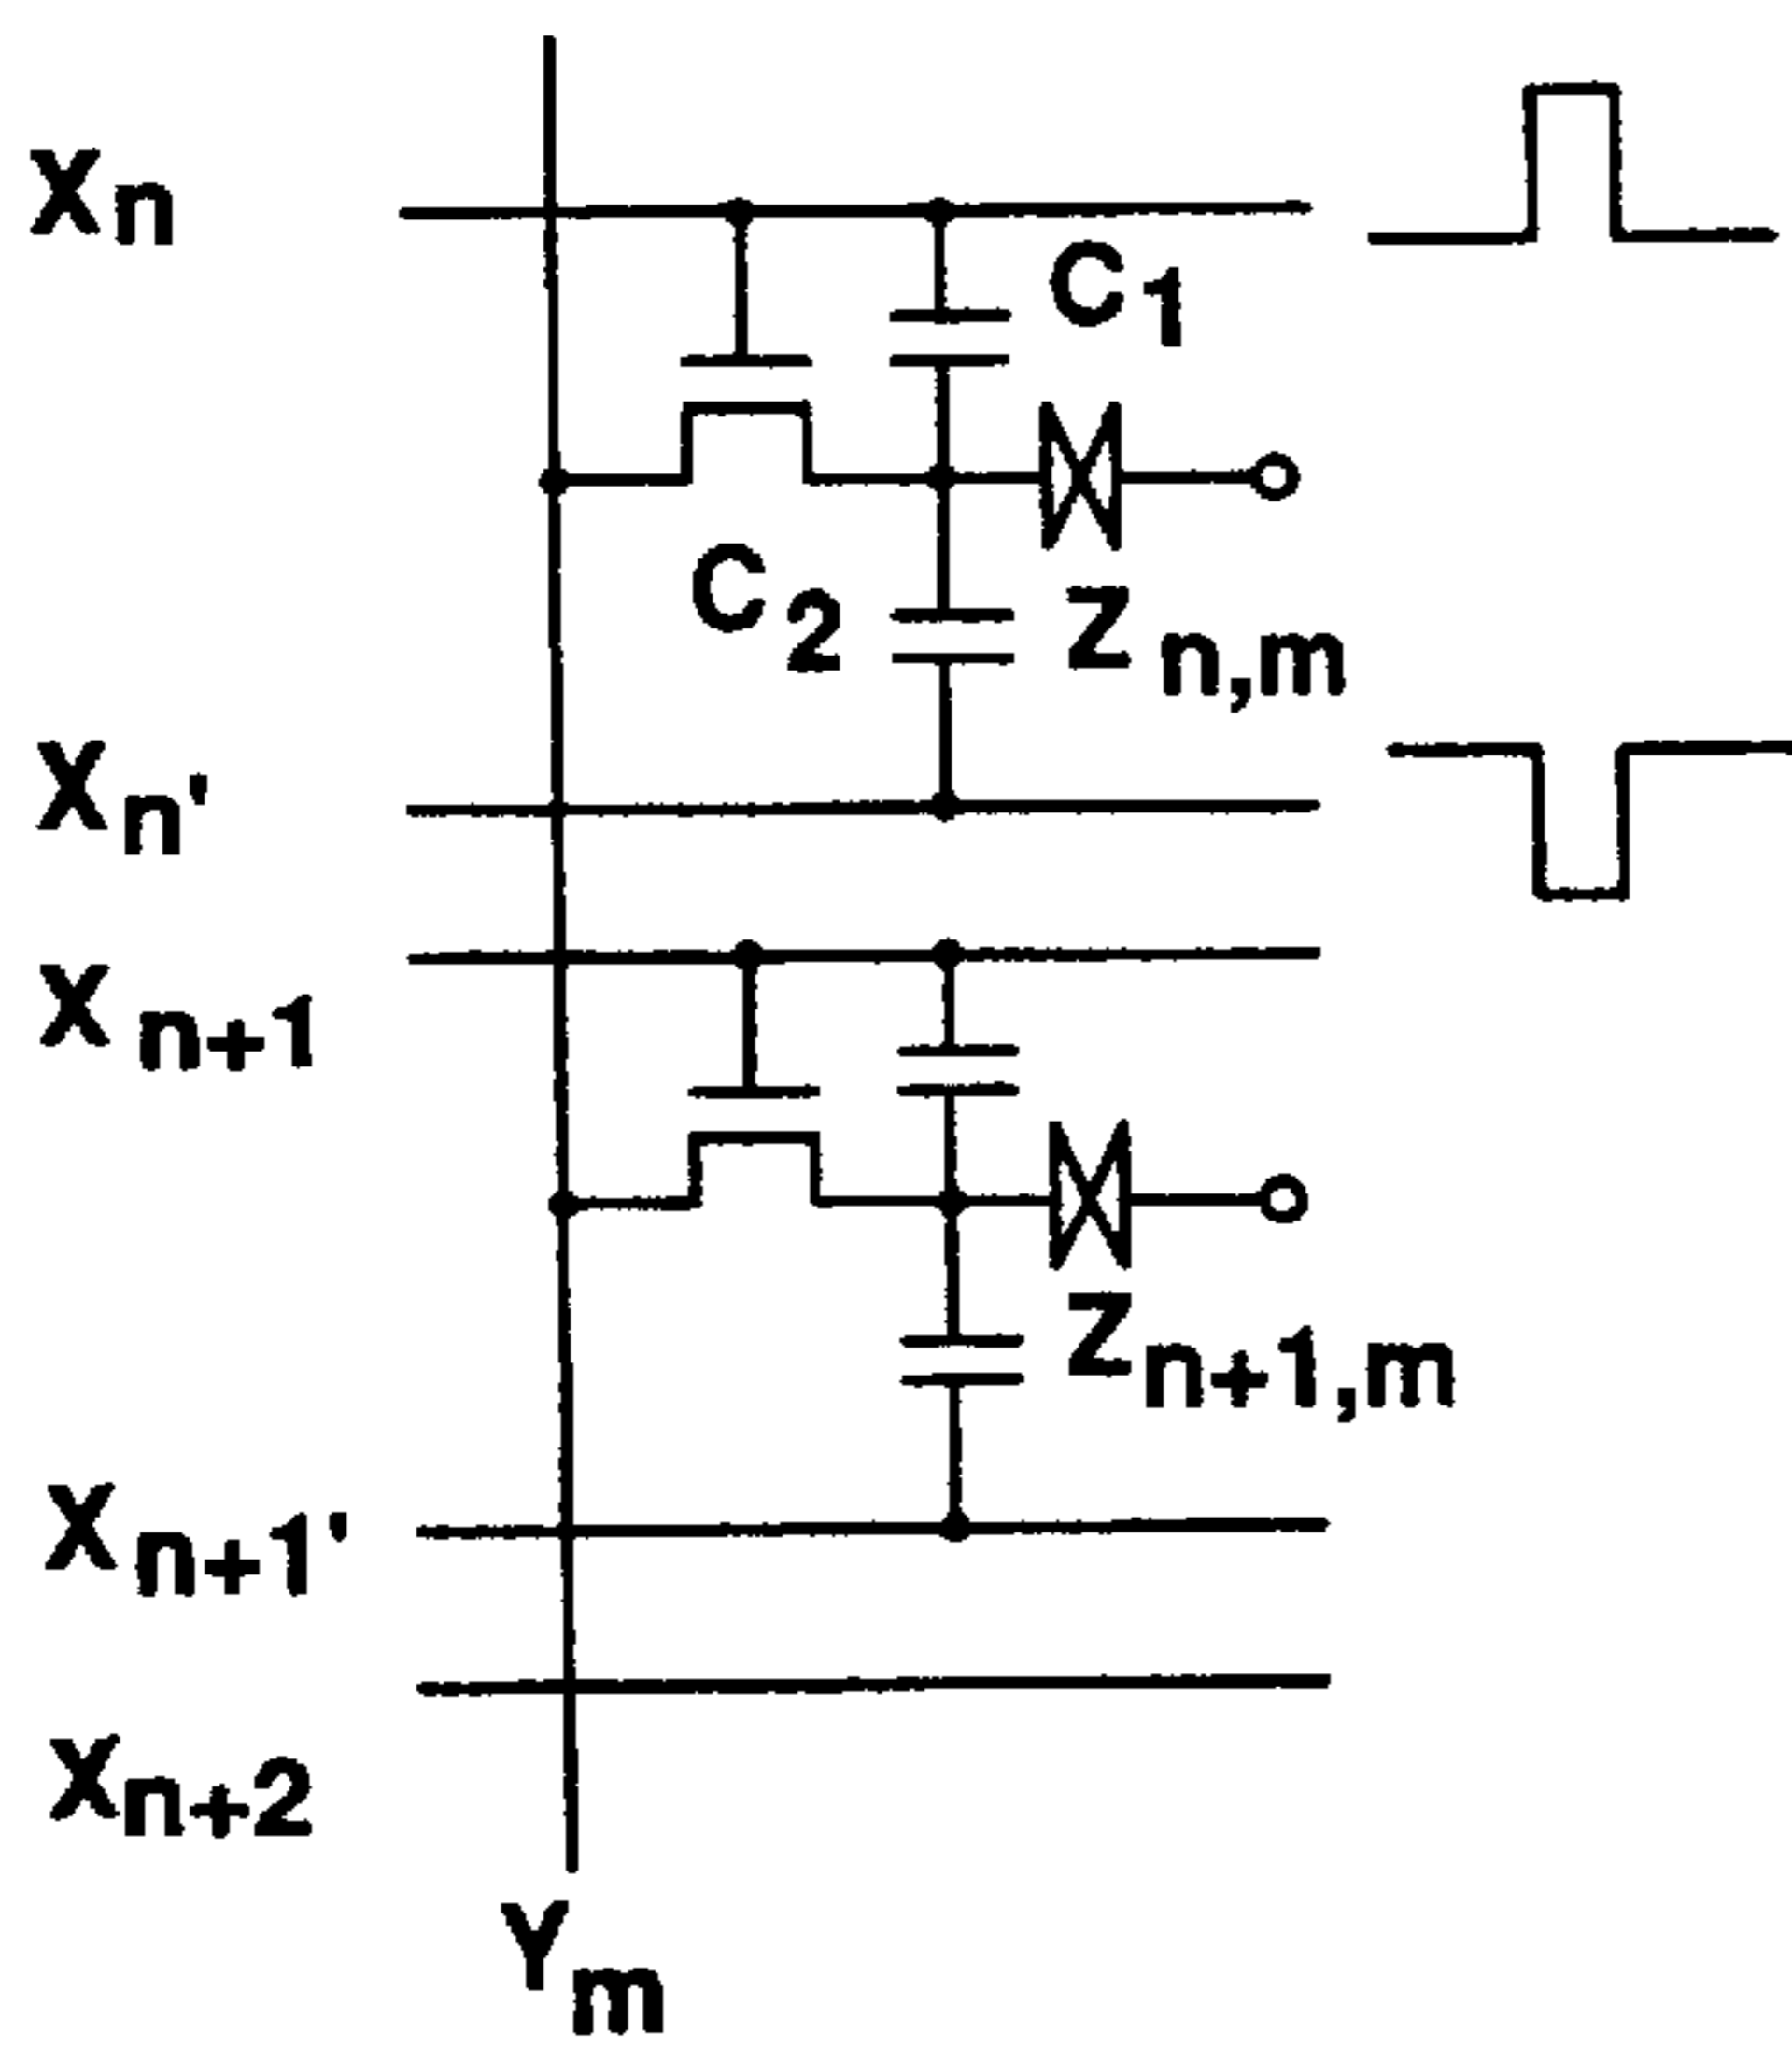 Xn
C1
C2
Zn,m
Xn'
Xn+1
Zn+1,m
Xn+1'
Xn+2
Ym